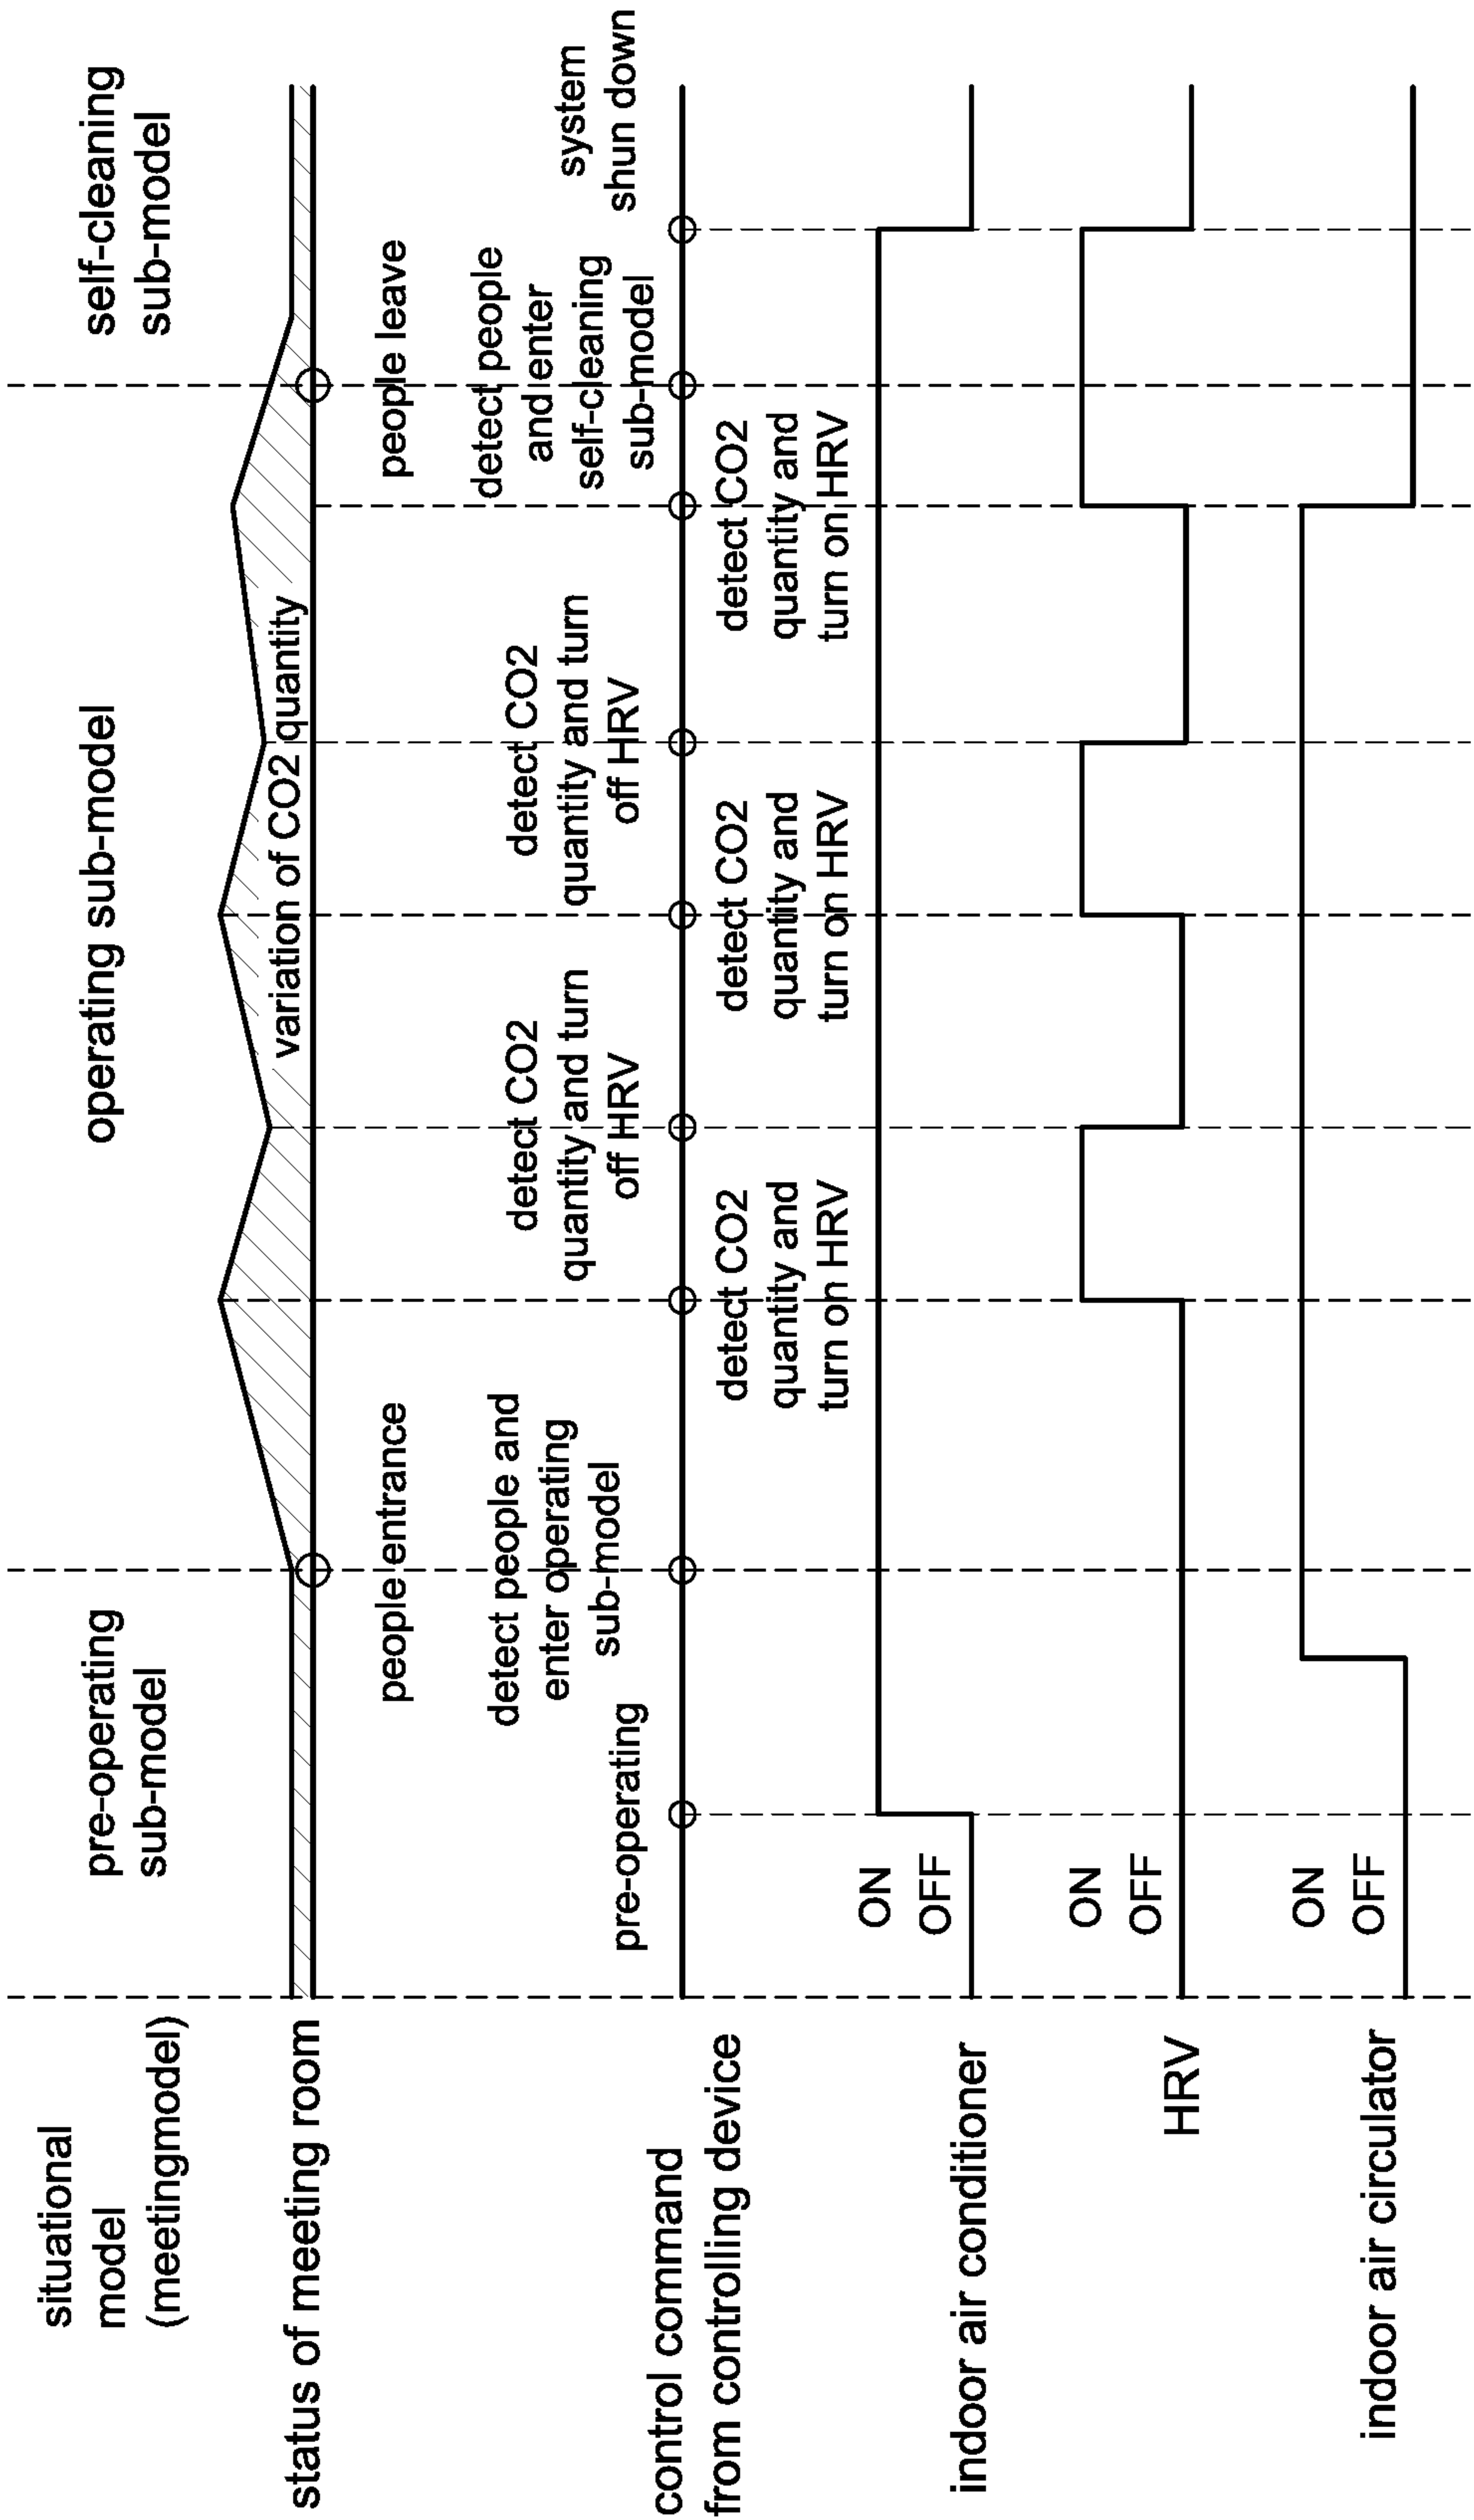 situational
model
(meetingmodel)
pre-operating
sub-model
operating sub-model
self-cleaning
sub-model
status of meeting room
variation of CO2 quantity
people entrance
people leave
control command
from controlling device
pre-operating
detect people and
enter operating
sub-model
detect CO2
quantity and turn
off HRV
detect CO2
quantity and turn
off HRV
detect people
and enter
self-cleaning
sub-model
system
shun down
detect CO2
quantity and
turn on HRV
detect CO2
quantity and
turn on HRV
detect CO2
quantity and
turn on HRV
indoor air conditioner
ON
OFF
HRV
ON
OFF
indoor air circulator
ON
OFF